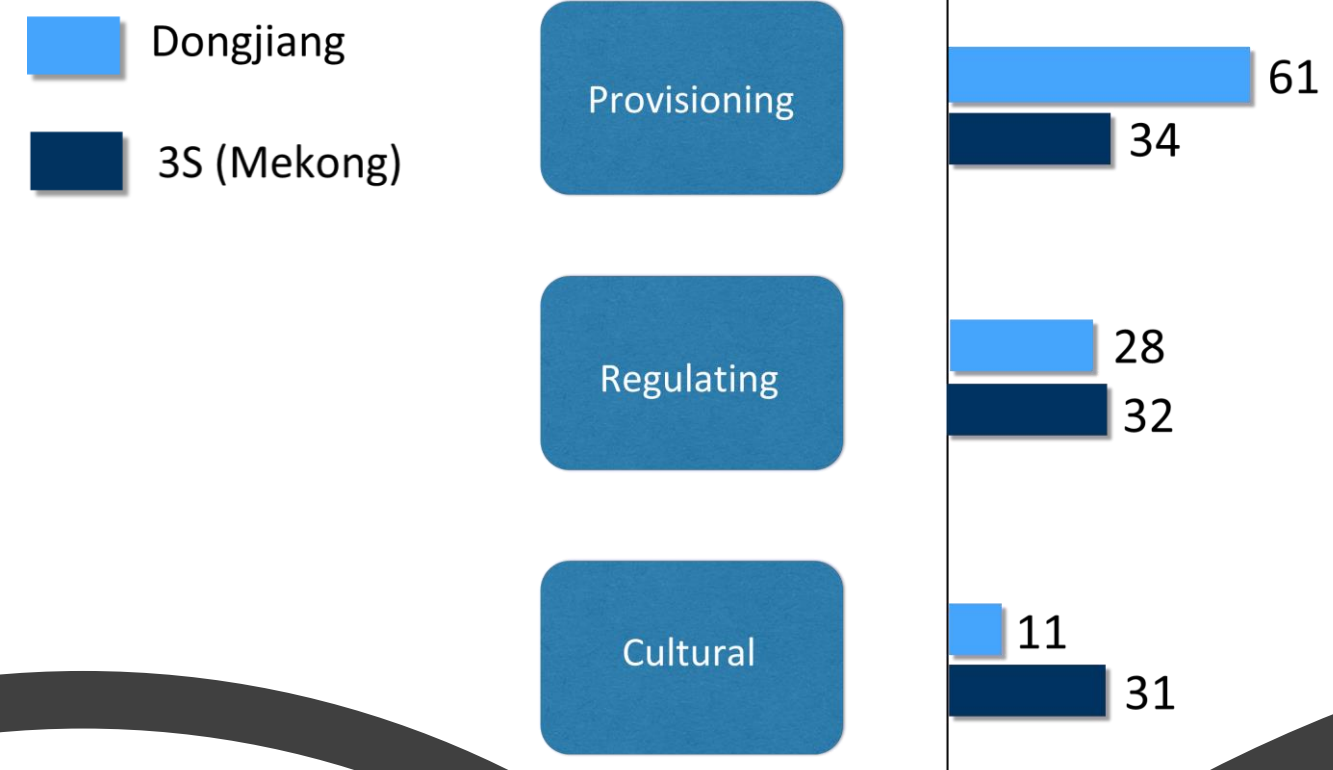 Dongjiang
3S (Mekong)
Provisioning
61
34
Regulating
28
32
Cultural
11
31